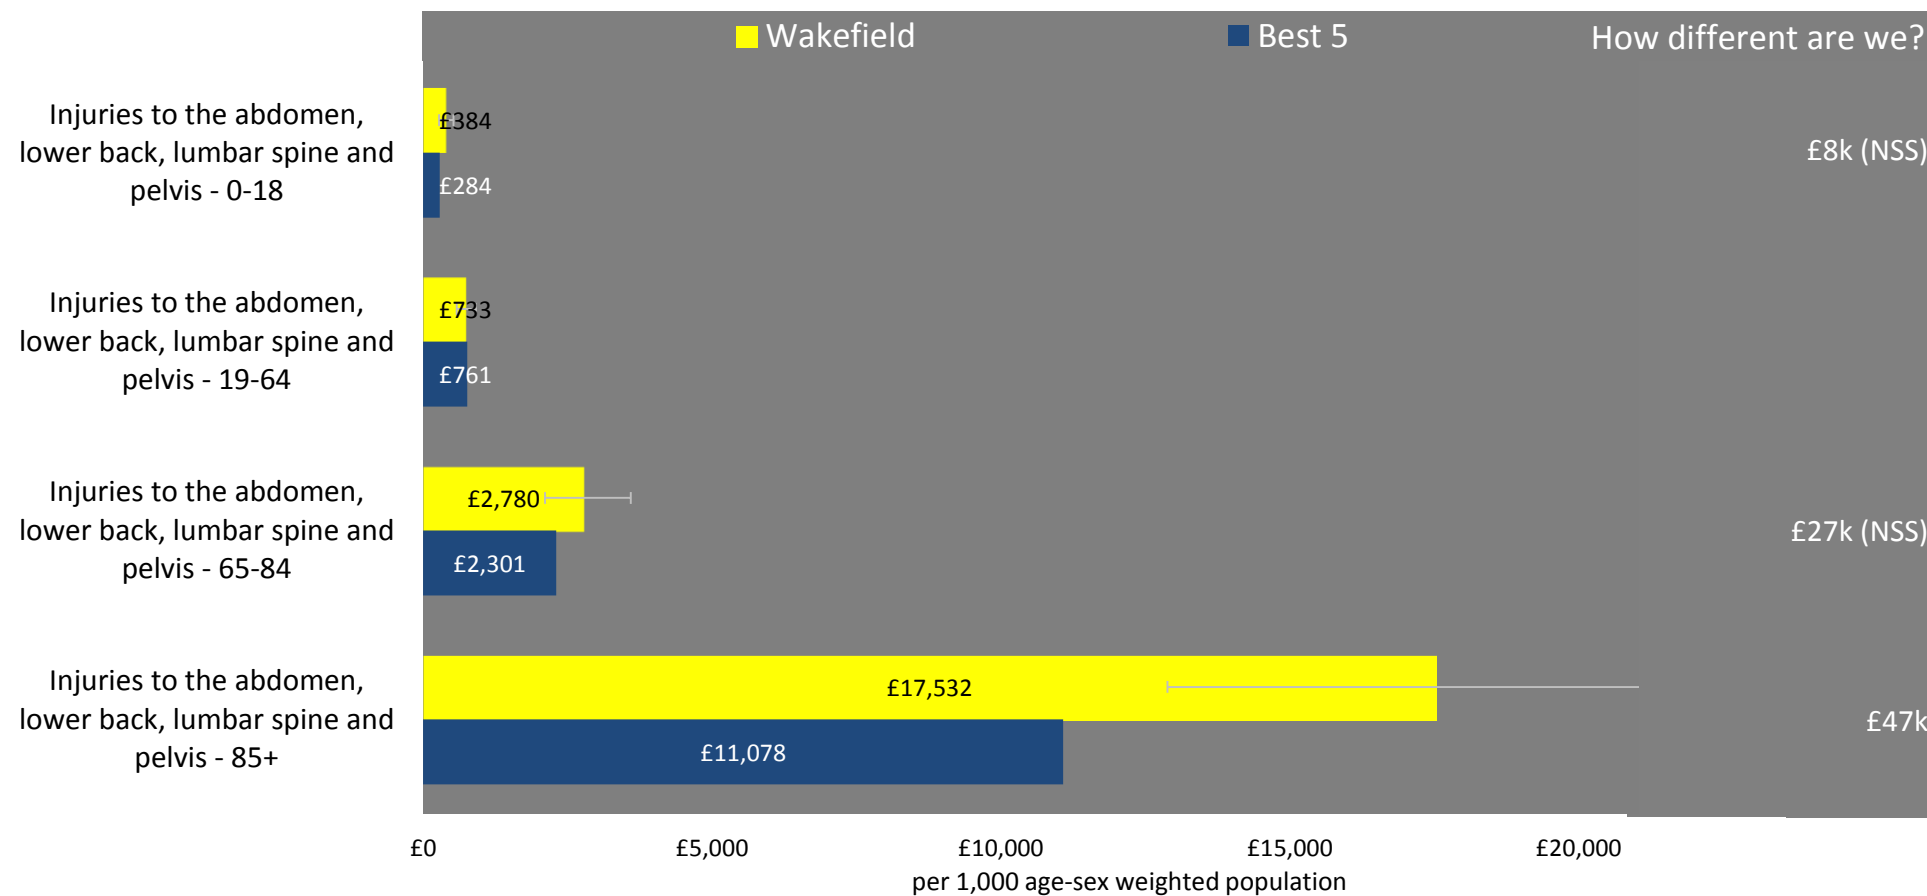 Wakefield
Best 5
How different are we?
Injuries to the abdomen,
lower back, lumbar spine and
pelvis - 0-18
£384
£284
£8k (NSS)
Injuries to the abdomen,
lower back, lumbar spine and
pelvis - 19-64
£733
£761
Injuries to the abdomen,
lower back, lumbar spine and
pelvis - 65-84
£2,780
£2,301
£27k (NSS)
Injuries to the abdomen,
lower back, lumbar spine and
pelvis - 85+
£17,532
£11,078
£47k
£0
£5,000
£10,000
£15,000
£20,000
per 1,000 age-sex weighted population